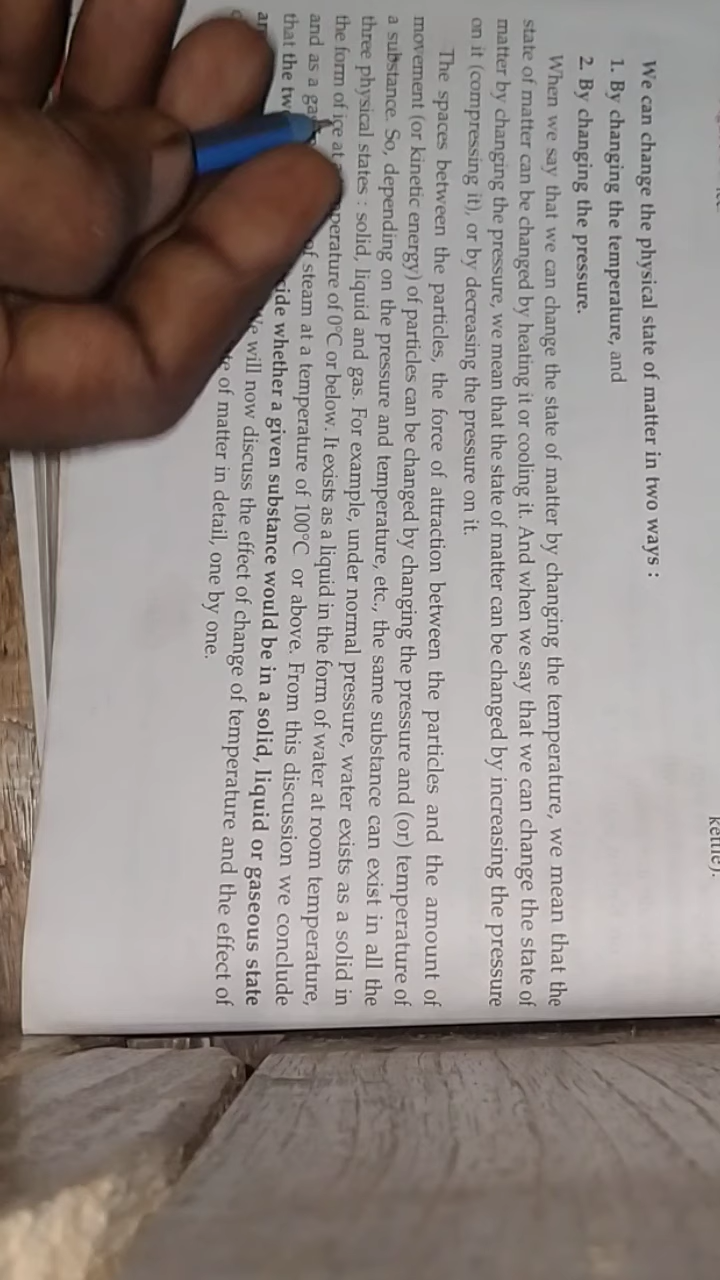 kettle).
We can change the physical state of matter in two ways :
1. By changing the temperature, and
2. By changing the pressure.
When we say that we can change the state of matter by changing the temperature, we mean that the
state of matter can be changed by heating it or cooling it. And when we say that we can change the state of
matter by changing the pressure, we mean that the state of matter can be changed by increasing the pressure
on it (compressing it), or by decreasing the pressure on it.
The spaces between the particles, the force of attraction between the particles and the amount of
movement (or kinetic energy) of particles can be changed by changing the pressure and (or) temperature of
a substance. So, depending on the pressure and temperature, etc., the same substance can exist in all the
three physical states : solid, liquid and gas. For example, under normal pressure, water exists as a solid in
the form of ice at perature of 0°C or below. It exists as a liquid in the form of water at room temperature,
and as a ga of steam at a temperature of 100°C or above. From this discussion we conclude
that the tw ide whether a given substance would be in a solid, liquid or gaseous state
We will now discuss the effect of change of temperature and the effect of
of matter in detail, one by one.